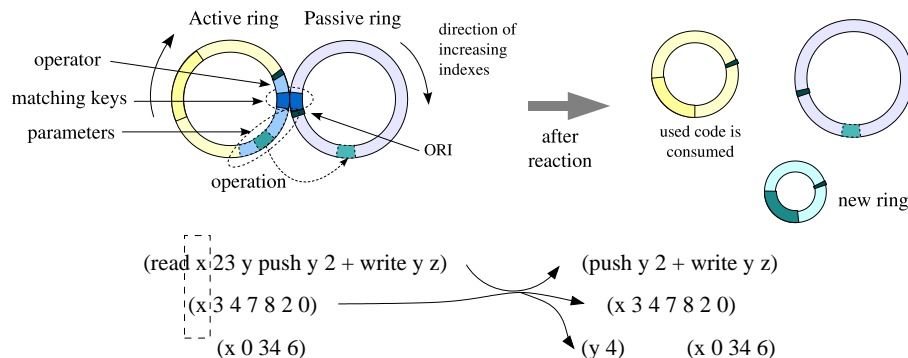 Active ring
Passive ring
operator
matching keys
parameters
operation
ORI
direction of
increasing
indexes
after
reaction
used code is
consumed
new ring
(read x 23 y push y 2 + write y z)
(push y 2 + write y z)
(x 3 4 7 8 2 0)
(x 3 4 7 8 2 0)
(x 0 34 6)
(y 4)
(x 0 34 6)